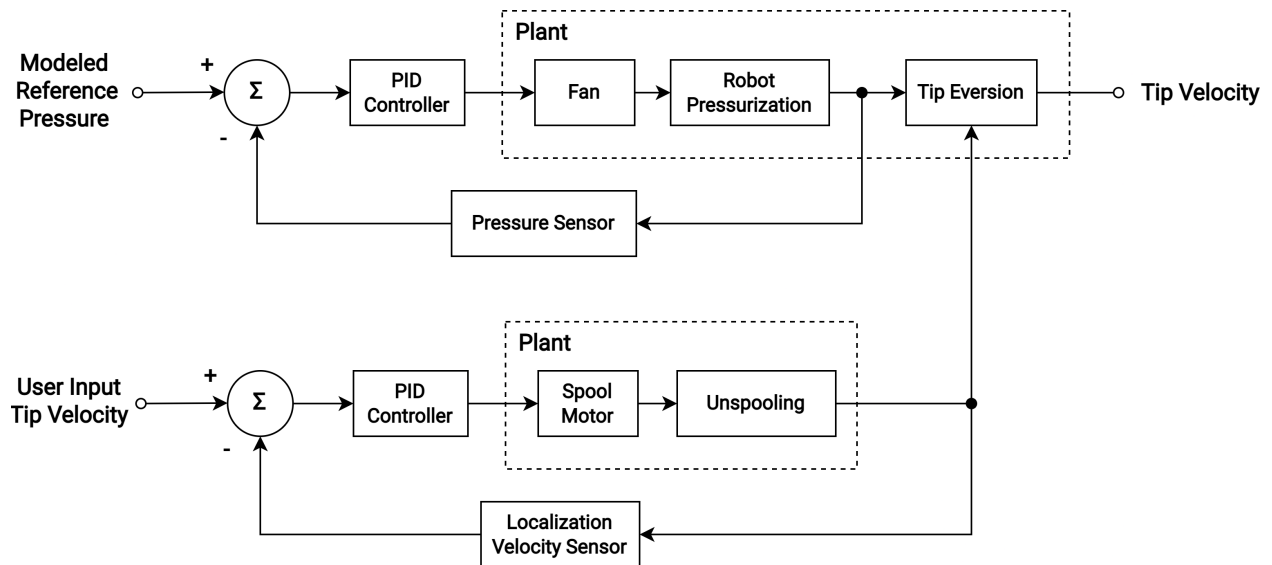 Plant
Modeled
Reference
Pressure
+
Σ
-
PID
Controller
Fan
Robot
Pressurization
Tip Eversion
Tip Velocity
Pressure Sensor
Plant
User Input
Tip Velocity
+
Σ
-
PID
Controller
Spool
Motor
Unspooling
Localization
Velocity Sensor